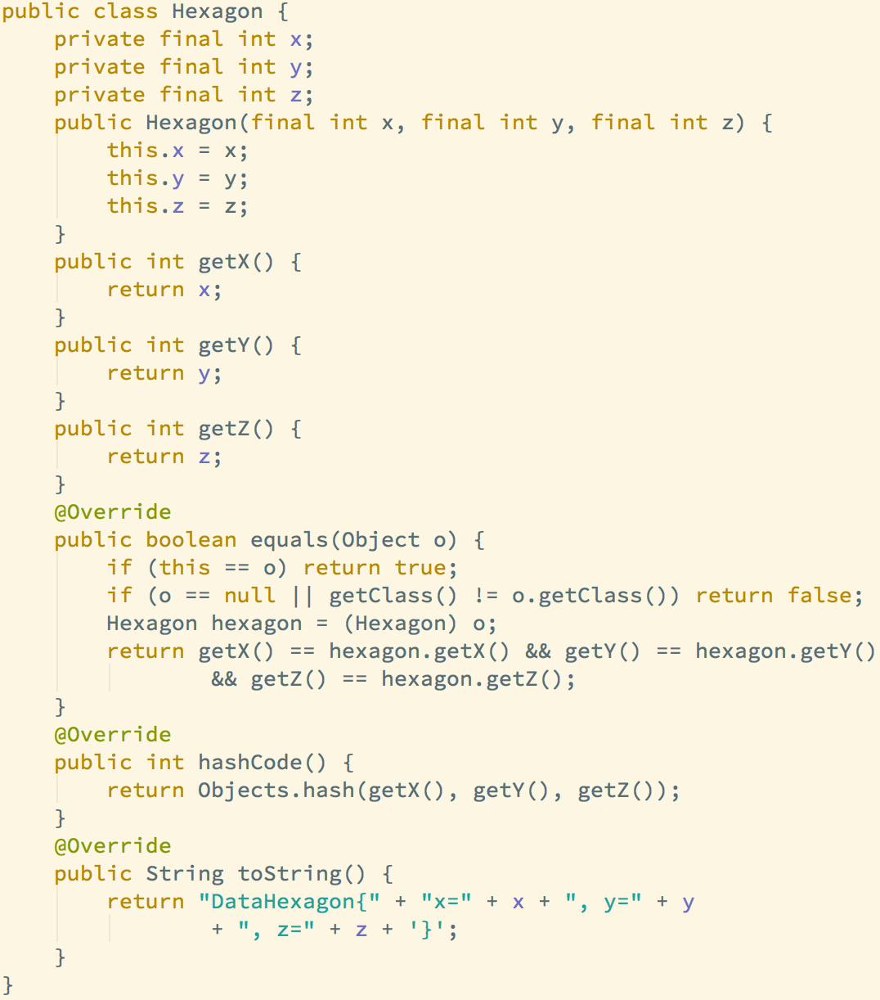 public class Hexagon {
    private final int x;
    private final int y;
    private final int z;
    public Hexagon(final int x, final int y, final int z) {
        this.x = x;
        this.y = y;
        this.z = z;
    }
    public int getX() {
        return x;
    }
    public int getY() {
        return y;
    }
    public int getZ() {
        return z;
    }
    @Override
    public boolean equals(Object o) {
        if (this == o) return true;
        if (o == null || getClass() != o.getClass()) return false;
        Hexagon hexagon = (Hexagon) o;
        return getX() == hexagon.getX() && getY() == hexagon.getY()
                && getZ() == hexagon.getZ();
    }
    @Override
    public int hashCode() {
        return Objects.hash(getX(), getY(), getZ());
    }
    @Override
    public String toString() {
        return "DataHexagon{" + "x=" + x + ", y=" + y
                + ", z=" + z + '}';
    }
}